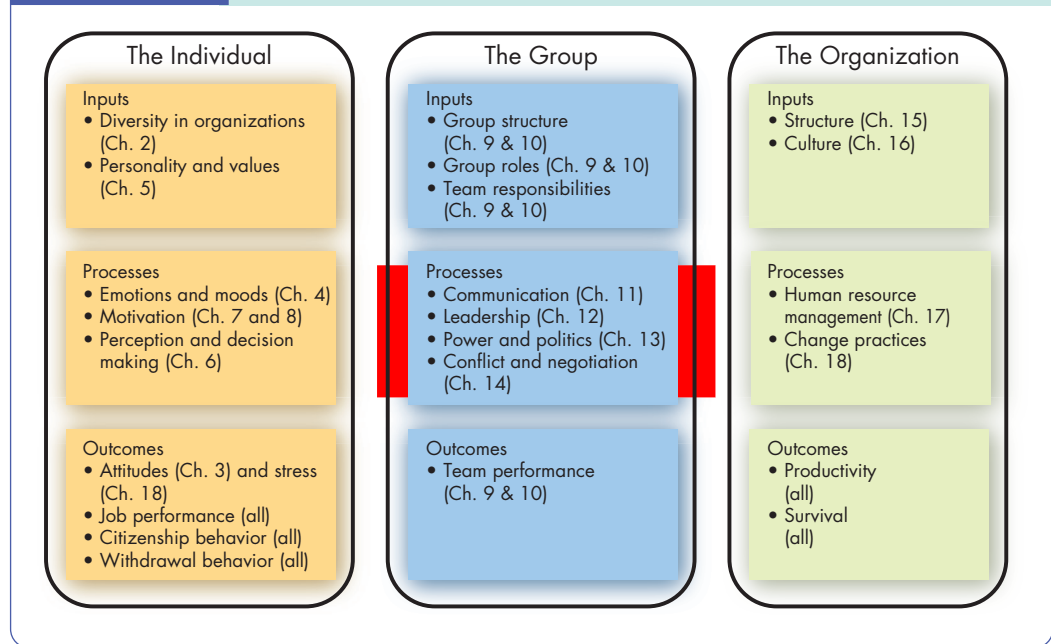 The Individual
Inputs
• Diversity in organizations
(Ch. 2)
• Personality and values
(Ch. 5)
Processes
• Emotions and moods (Ch. 4)
• Motivation (Ch. 7 and 8)
• Perception and decision
making (Ch. 6)
Outcomes
• Attitudes (Ch. 3) and stress
(Ch. 18)
• Job performance (all)
• Citizenship behavior (all)
• Withdrawal behavior (all)
The Group
Inputs
• Group structure
(Ch. 9 & 10)
• Group roles (Ch. 9 & 10)
• Team responsibilities
(Ch. 9 & 10)
Processes
• Communication (Ch. 11)
• Leadership (Ch. 12)
• Power and politics (Ch. 13)
• Conflict and negotiation
(Ch. 14)
Outcomes
• Team performance
(Ch. 9 & 10)
The Organization
Inputs
• Structure (Ch. 15)
• Culture (Ch. 16)
Processes
• Human resource
management (Ch. 17)
• Change practices
(Ch. 18)
Outcomes
• Productivity
(all)
• Survival
(all)